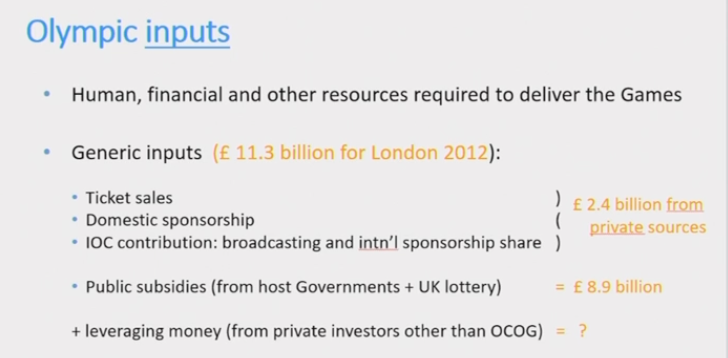 Olympic inputs
• Human, financial and other resources required to deliver the Games
• Generic inputs (£ 11.3 billion for London 2012):
• Ticket sales ) £ 2.4 billion from
• Domestic sponsorship ( private sources
• IOC contribution: broadcasting and intn'l sponsorship share )
• Public subsidies (from host Governments + UK lottery) = £ 8.9 billion
+ leveraging money (from private investors other than OCOG) = ?